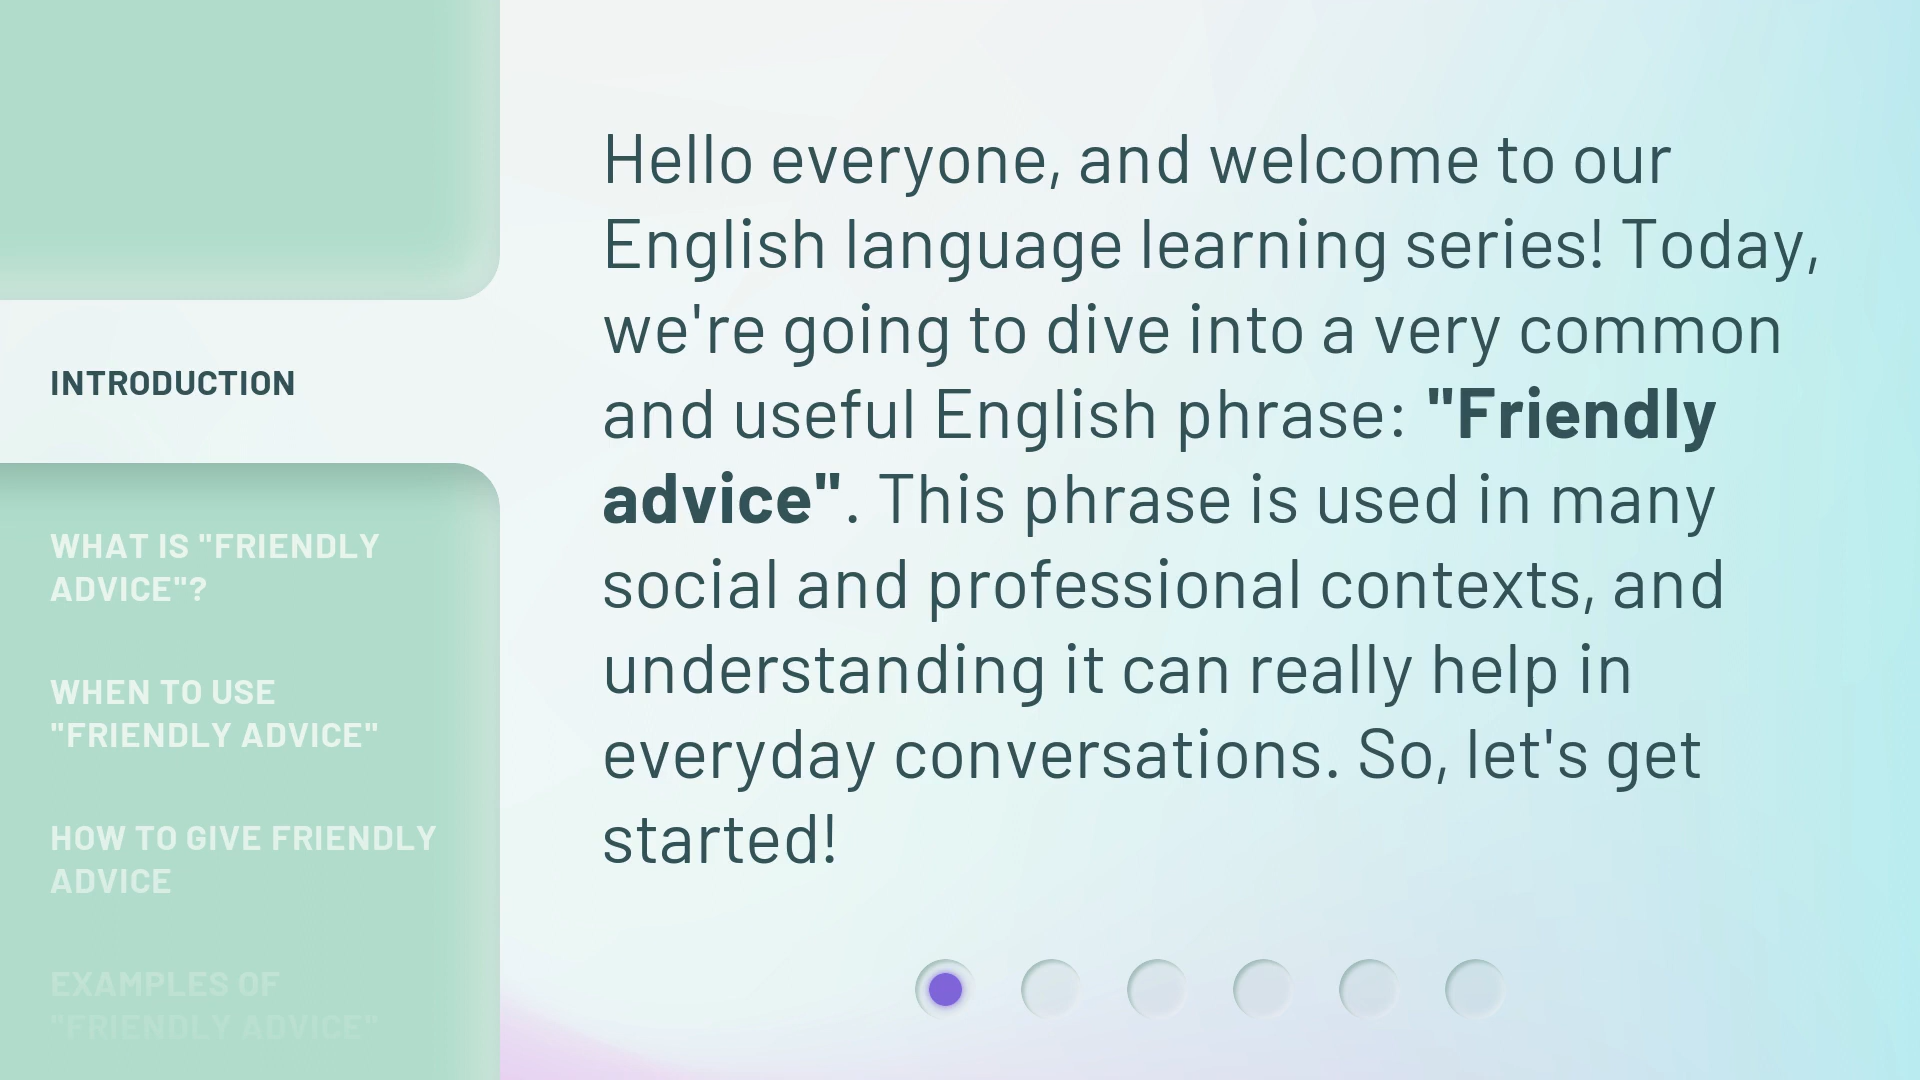 INTRODUCTION
WHAT IS "FRIENDLY
ADVICE"?
WHEN TO USE
"FRIENDLY ADVICE"
HOW TO GIVE FRIENDLY
ADVICE
EXAMPLES OF
"FRIENDLY ADVICE"
Hello everyone, and welcome to our
English language learning series! Today,
we're going to dive into a very common
and useful English phrase: "Friendly
advice". This phrase is used in many
social and professional contexts, and
understanding it can really help in
everyday conversations. So, let's get
started!